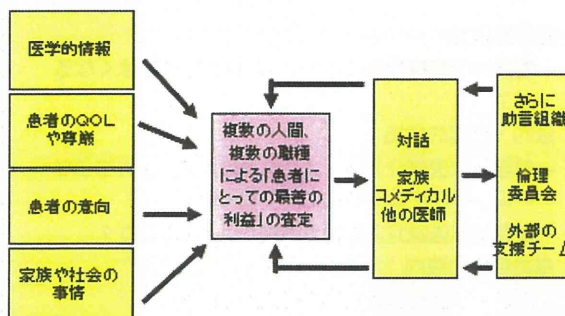 医学的情報
患者のQOL
や尊厳
患者の意向
家族や社会の
事情
複数の人間、
複数の職種
による「患者に
とっての最善の
利益」の査定
対話
家族
コメディカル
他の医師
さらに
助言組織
倫理
委員会
外部の
支援チーム